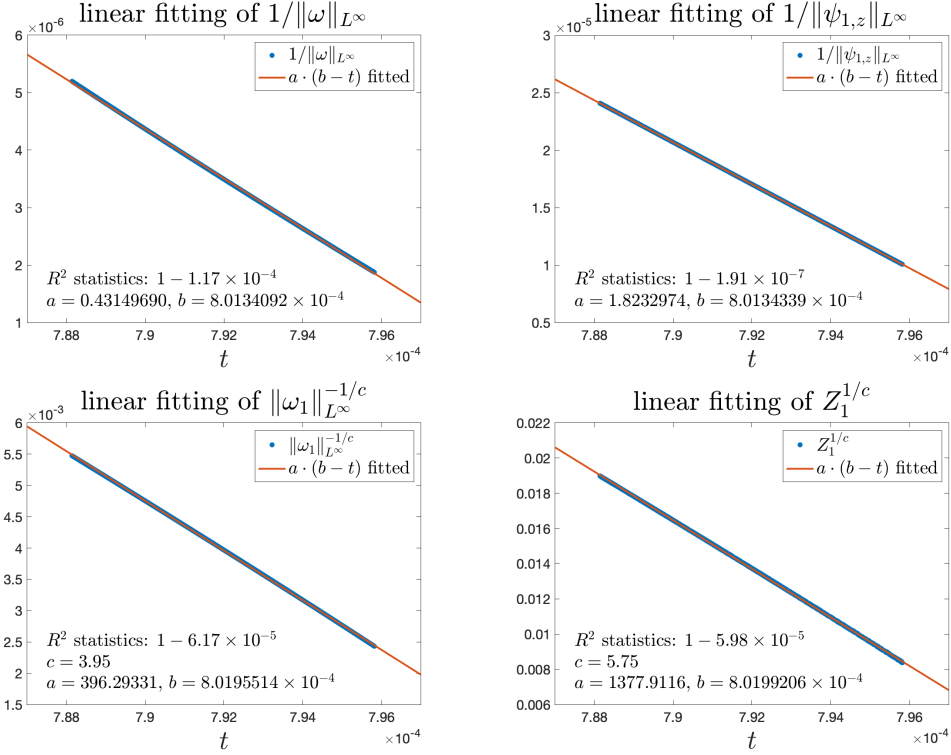 linear fitting of 1/∥ω∥_{L^∞}
×10^{-6}
6
5
4
3
2
1
1/∥ω∥_{L^∞}
a · (b − t) fitted
R^2 statistics: 1 − 1.17 × 10^{-4}
a = 0.43149690, b = 8.0134092 × 10^{-4}
7.88 7.9 7.92 7.94 7.96
×10^{-4}
t
linear fitting of 1/∥ψ_{1,z}∥_{L^∞}
×10^{-5}
3
2.5
2
1.5
1
0.5
1/∥ψ_{1,z}∥_{L^∞}
a · (b − t) fitted
R^2 statistics: 1 − 1.91 × 10^{-7}
a = 1.8232974, b = 8.0134339 × 10^{-4}
7.88 7.9 7.92 7.94 7.96
×10^{-4}
t
linear fitting of ∥ω_1∥_{L^∞}^{-1/c}
×10^{-3}
6
5.5
5
4.5
4
3.5
3
2.5
2
1.5
∥ω_1∥_{L^∞}^{-1/c}
a · (b − t) fitted
R^2 statistics: 1 − 6.17 × 10^{-5}
c = 3.95
a = 396.29331, b = 8.0195514 × 10^{-4}
7.88 7.9 7.92 7.94 7.96
×10^{-4}
t
linear fitting of Z_1^{1/c}
0.022
0.02
0.018
0.016
0.014
0.012
0.01
0.008
0.006
Z_1^{1/c}
a · (b − t) fitted
R^2 statistics: 1 − 5.98 × 10^{-5}
c = 5.75
a = 1377.9116, b = 8.0199206 × 10^{-4}
7.88 7.9 7.92 7.94 7.96
×10^{-4}
t